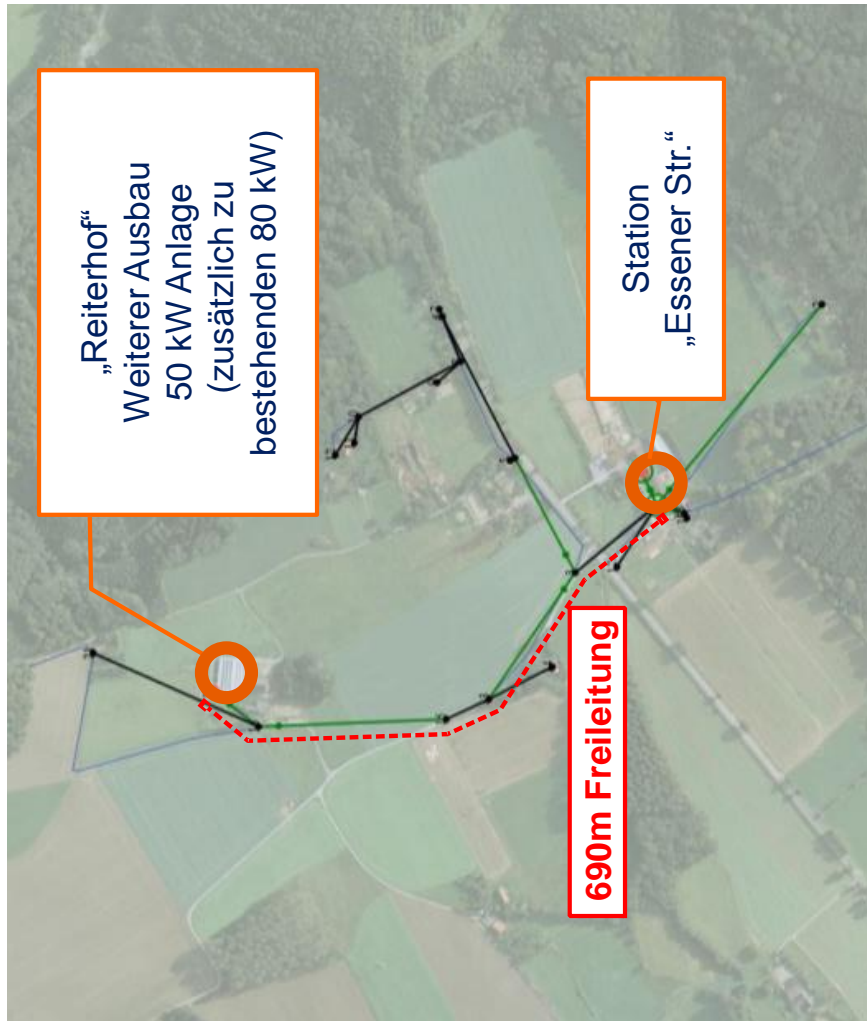 „Reiterhof“
Weiterer Ausbau
50 kW Anlage
(zusätzlich zu
bestehenden 80 kW)
Station
„Essener Str.“
690m Freileitung